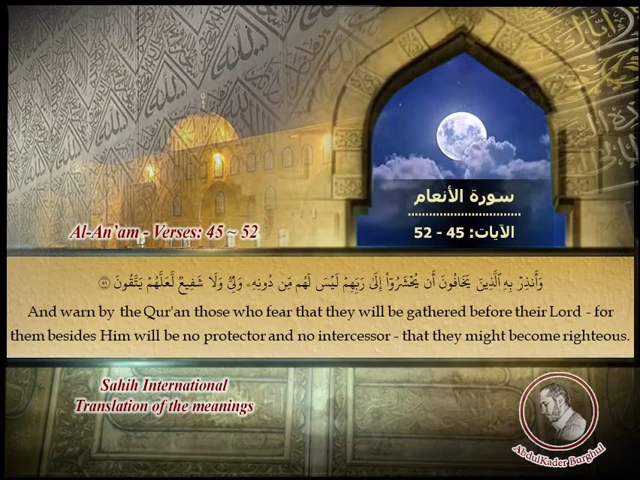 سورة الأنعام
الآيات: 45 - 52
Al-An'am - Verses: 45 ~ 52
وَأَنذِرْ بِهِ ٱلَّذِينَ يَخَافُونَ أَن يُحْشَرُوٓا۟ إِلَىٰ رَبِّهِمْ لَيْسَ لَهُم مِّن دُونِهِۦ وَلِىٌّ وَلَا شَفِيعٌ لَّعَلَّهُمْ يَتَّقُونَ ٥١
And warn by the Qur'an those who fear that they will be gathered before their Lord - for
them besides Him will be no protector and no intercessor - that they might become righteous.
Sahih International
Translation of the meanings
AbdulKader Burghul